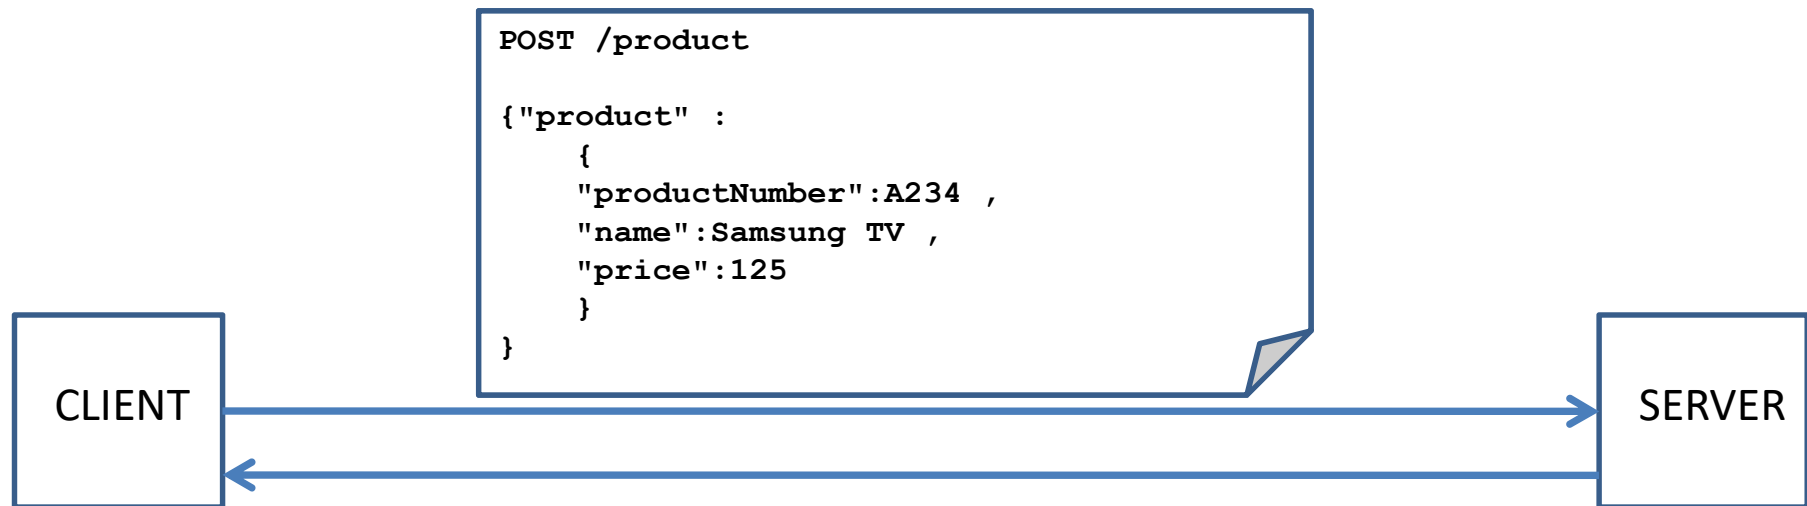 POST /product
{"product" :
{
"productNumber":A234 ,
"name":Samsung TV ,
"price":125
}
}
CLIENT
SERVER